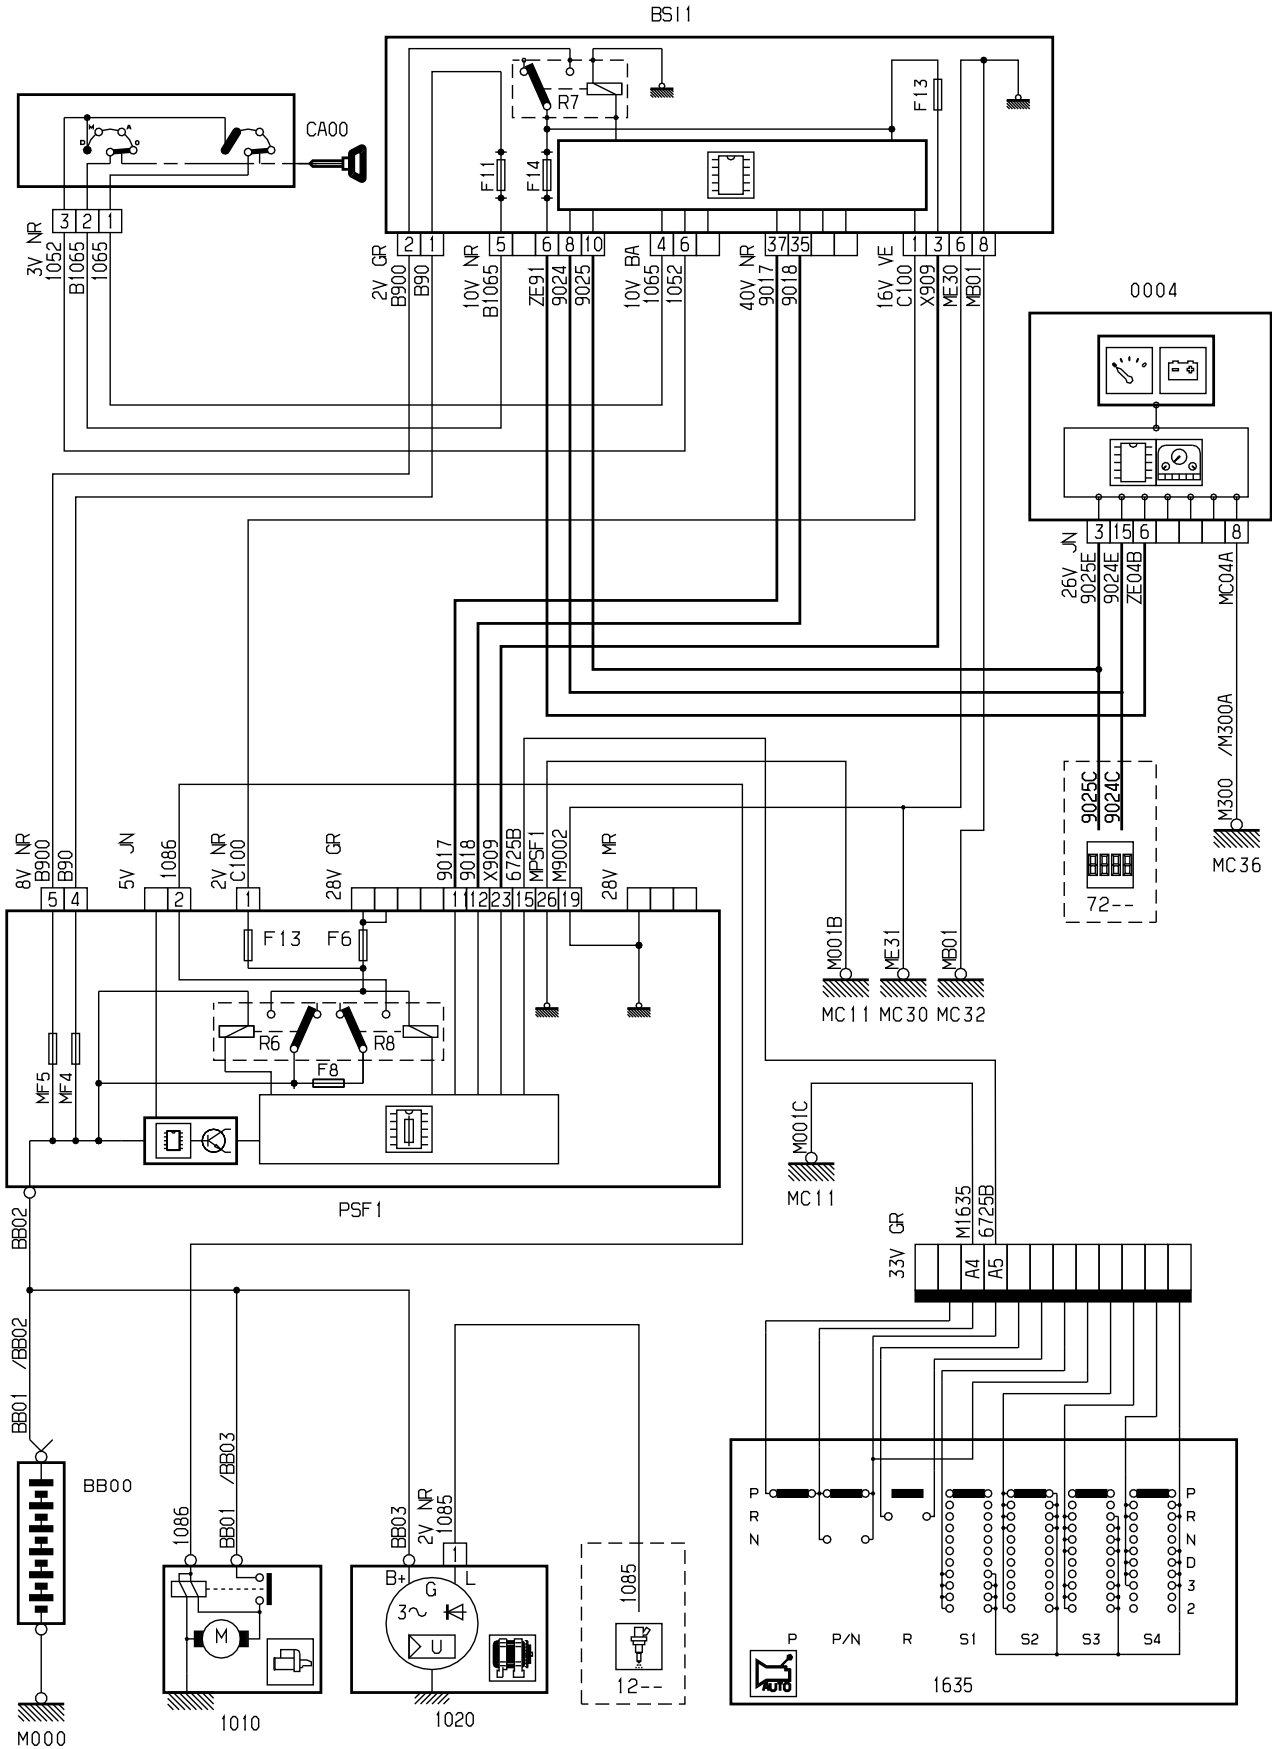 BSI1
R7
F13
CA00
M
A
D
O
F11
F14
3
2
1
3V NR
1052
B1065
1065
2
1
5
6
8
10
4
6
37
35
1
3
6
8
2V GR
B900
B90
10V NR
B1065
ZE91
9024
9025
10V BA
1065
1052
40V NR
9017
9018
16V VE
C100
X909
ME30
MB01
0004
3
15
6
8
26V JN
9025E
9024E
ZE04B
MC04A
M300 /M300A
MC36
9025C
9024C
72--
8V NR
B900
B90
5V JN
1086
2V NR
C100
28V GR
9017
9018
X909
6725B
MPSF1
M9002
28V MR
5
4
2
1
11
12
23
15
26
19
F13
F6
R6
R8
F8
MF5
MF4
PSF1
M001B
ME31
MB01
MC11
MC30
MC32
M001C
MC11
33V GR
M1635
6725B
A4
A5
BB02
BB01 /BB02
BB00
M000
1086
BB01 /BB03
M
1010
BB03
2V NR
1085
1
B+
L
G
3~
U
1020
1085
12--
P
R
N
P
R
N
D
3
2
P
P/N
R
S1
S2
S3
S4
AUTO
1635